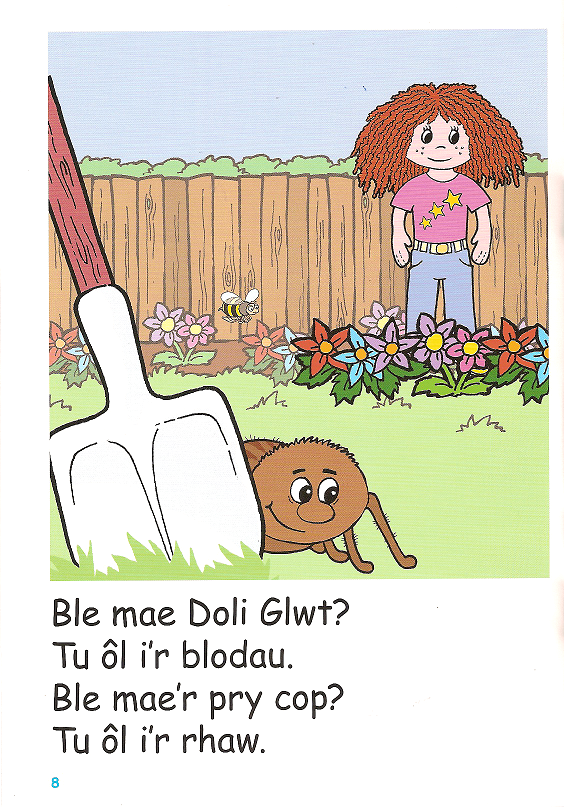 Ble mae Doli Glwt?
Tu ôl i'r blodau.
Ble mae'r pry cop?
Tu ôl i'r rhaw.
8